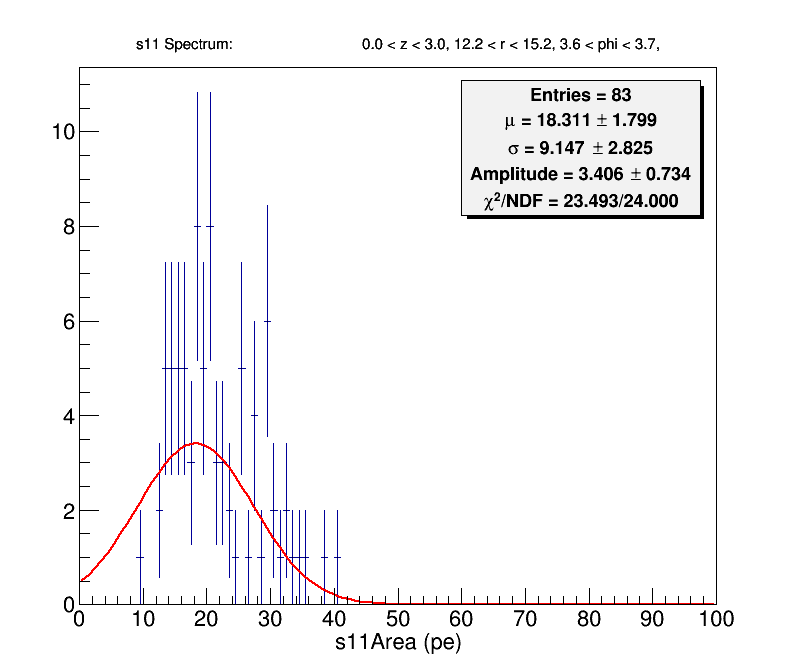 s11 Spectrum: 0.0 < z < 3.0, 12.2 < r < 15.2, 3.6 < phi < 3.7,
Entries = 83
μ = 18.311 ± 1.799
σ = 9.147 ± 2.825
Amplitude = 3.406 ± 0.734
χ²/NDF = 23.493/24.000
10
8
6
4
2
0
0 10 20 30 40 50 60 70 80 90 100
s11Area (pe)